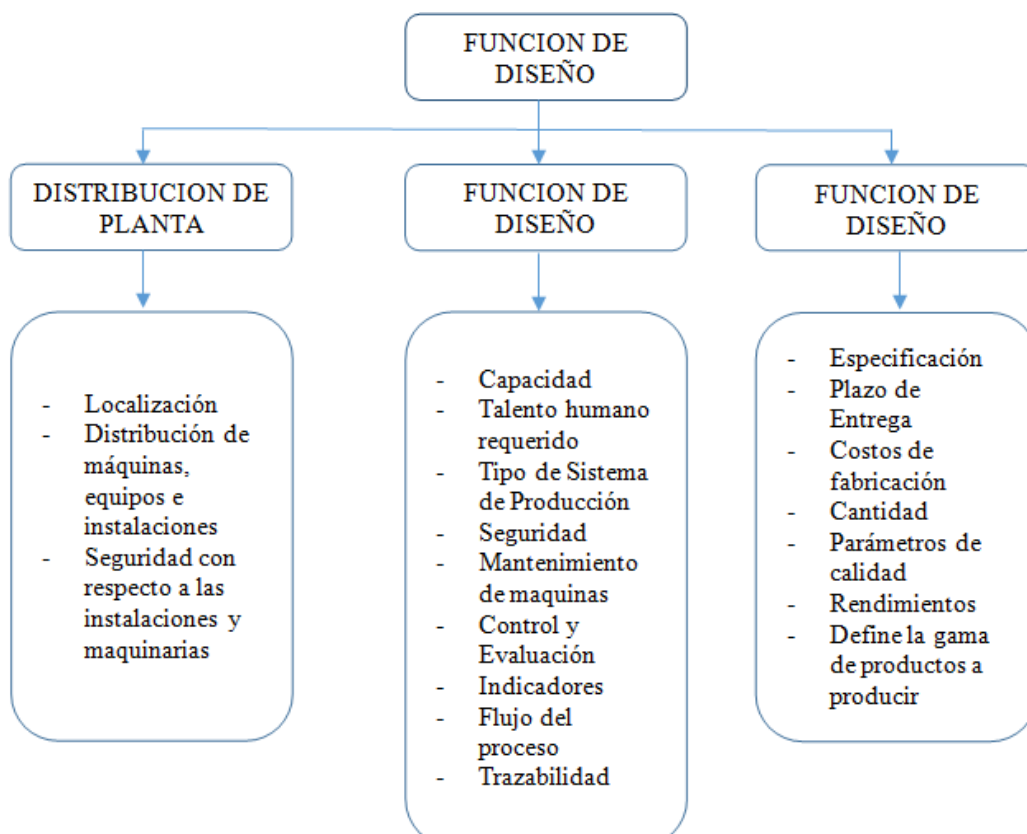 FUNCION DE
DISEÑO
DISTRIBUCION DE
PLANTA
FUNCION DE
DISEÑO
FUNCION DE
DISEÑO
- Localización
- Distribución de
máquinas,
equipos e
instalaciones
- Seguridad con
respecto a las
instalaciones y
maquinarias
- Capacidad
- Talento humano
requerido
- Tipo de Sistema
de Producción
- Seguridad
- Mantenimiento
de maquinas
- Control y
Evaluación
- Indicadores
- Flujo del
proceso
- Trazabilidad
- Especificación
- Plazo de
Entrega
- Costos de
fabricación
- Cantidad
- Parámetros de
calidad
- Rendimientos
- Define la gama
de productos a
producir